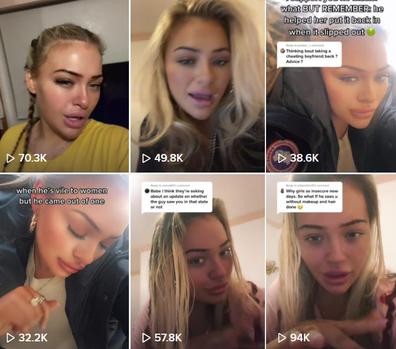 what BUT REMEMBER: he
helped her put it back in
when it slipped out
Thinking bout taking a
cheating boyfriend back ?
Advice ?
70.3K
49.8K
38.6K
when he's vile to women
but he came out of one
Babe I think they're asking
about an update on whether
the guy saw you in that state
or not
Why girls so insecure now
days. So what if he sees u
without makeup and hair
done
32.2K
57.8K
94K